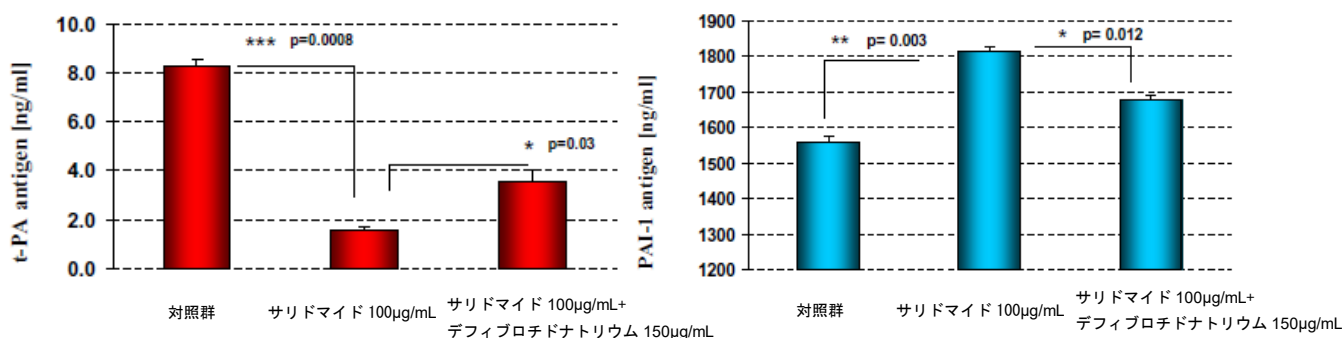 10.0
8.0
6.0
4.0
2.0
0.0
t-PA antigen [ng/ml]
*** p=0.0008
* p=0.03
対照群
サリドマイド 100µg/mL
サリドマイド 100µg/mL+
デフィブロチドナトリウム 150µg/mL
1900
1800
1700
1600
1500
1400
1300
1200
PAI-1 antigen [ng/ml]
** p= 0.003
* p= 0.012
対照群
サリドマイド 100µg/mL
サリドマイド 100µg/mL+
デフィブロチドナトリウム 150µg/mL